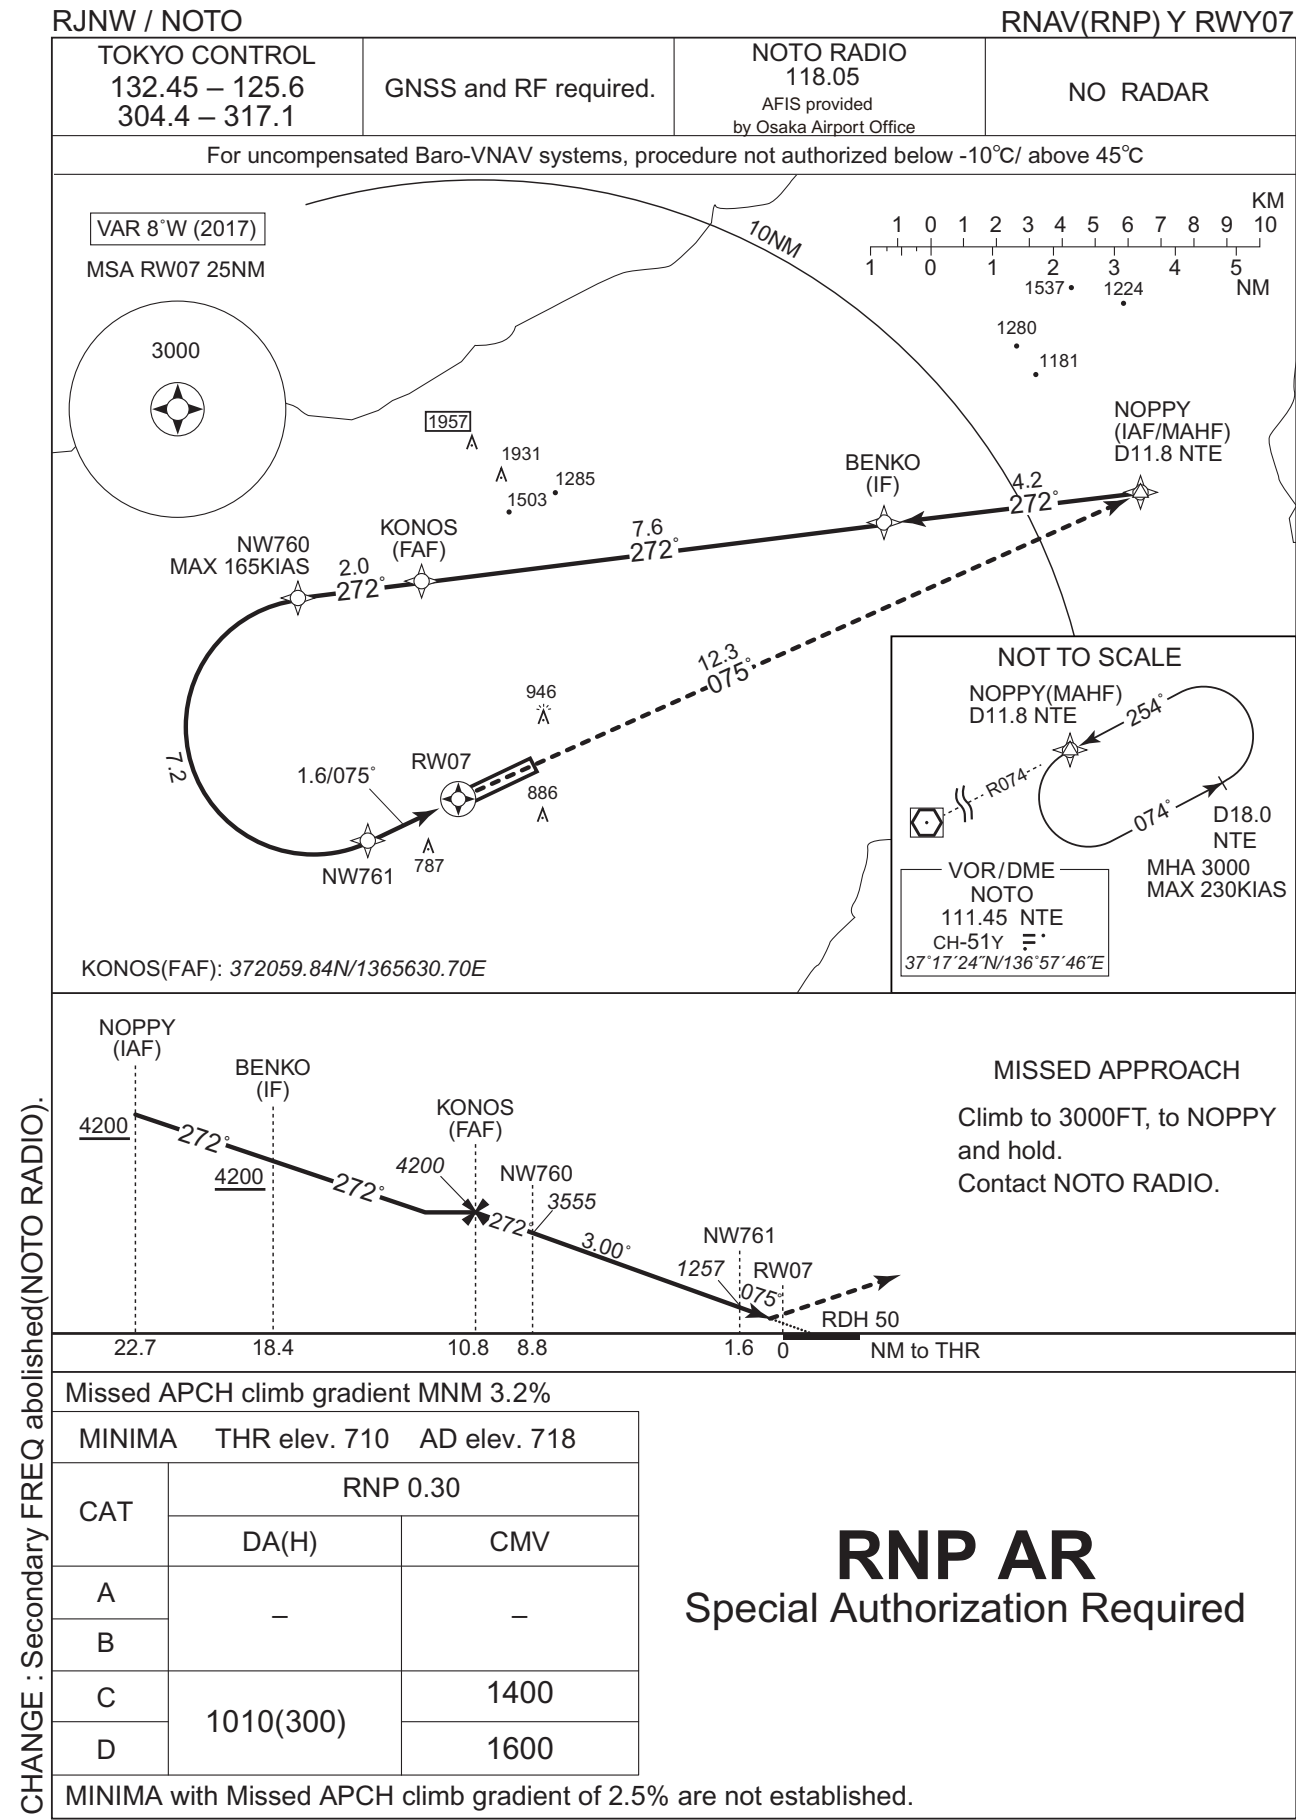 RJNW / NOTO
RNAV(RNP) Y RWY07
TOKYO CONTROL
132.45 – 125.6
304.4 – 317.1
GNSS and RF required.
NOTO RADIO
118.05
AFIS provided
by Osaka Airport Office
NO RADAR
For uncompensated Baro-VNAV systems, procedure not authorized below -10°C/ above 45°C
VAR 8°W (2017)
MSA RW07 25NM
3000
10NM
KM
1 0 1 2 3 4 5 6 7 8 9 10
1 0 1 2 3 4 5
NM
1537
1224
1280
1181
1957
1931
1285
1503
NOPPY
(IAF/MAHF)
D11.8 NTE
BENKO
(IF)
4.2
272°
KONOS
(FAF)
7.6
272°
NW760
MAX 165KIAS
2.0
272°
12.3
075°
7.2
946
RW07
1.6/075°
886
787
NW761
NOT TO SCALE
NOPPY(MAHF)
D11.8 NTE
254°
R074
074°
D18.0
NTE
MHA 3000
MAX 230KIAS
VOR/DME
NOTO
111.45 NTE
CH-51Y
37°17′24″N/136°57′46″E
KONOS(FAF): 372059.84N/1365630.70E
NOPPY
(IAF)
BENKO
(IF)
KONOS
(FAF)
4200
272°
4200
272°
4200
NW760
3555
272°
3.00°
NW761
1257
RW07
075°
RDH 50
22.7 18.4 10.8 8.8 1.6 0 NM to THR
MISSED APPROACH
Climb to 3000FT, to NOPPY
and hold.
Contact NOTO RADIO.
Missed APCH climb gradient MNM 3.2%
MINIMA THR elev. 710 AD elev. 718
CAT
RNP 0.30
DA(H) CMV
A
– –
B
C
1400
1010(300)
D
1600
MINIMA with Missed APCH climb gradient of 2.5% are not established.
RNP AR
Special Authorization Required
CHANGE : Secondary FREQ abolished(NOTO RADIO).